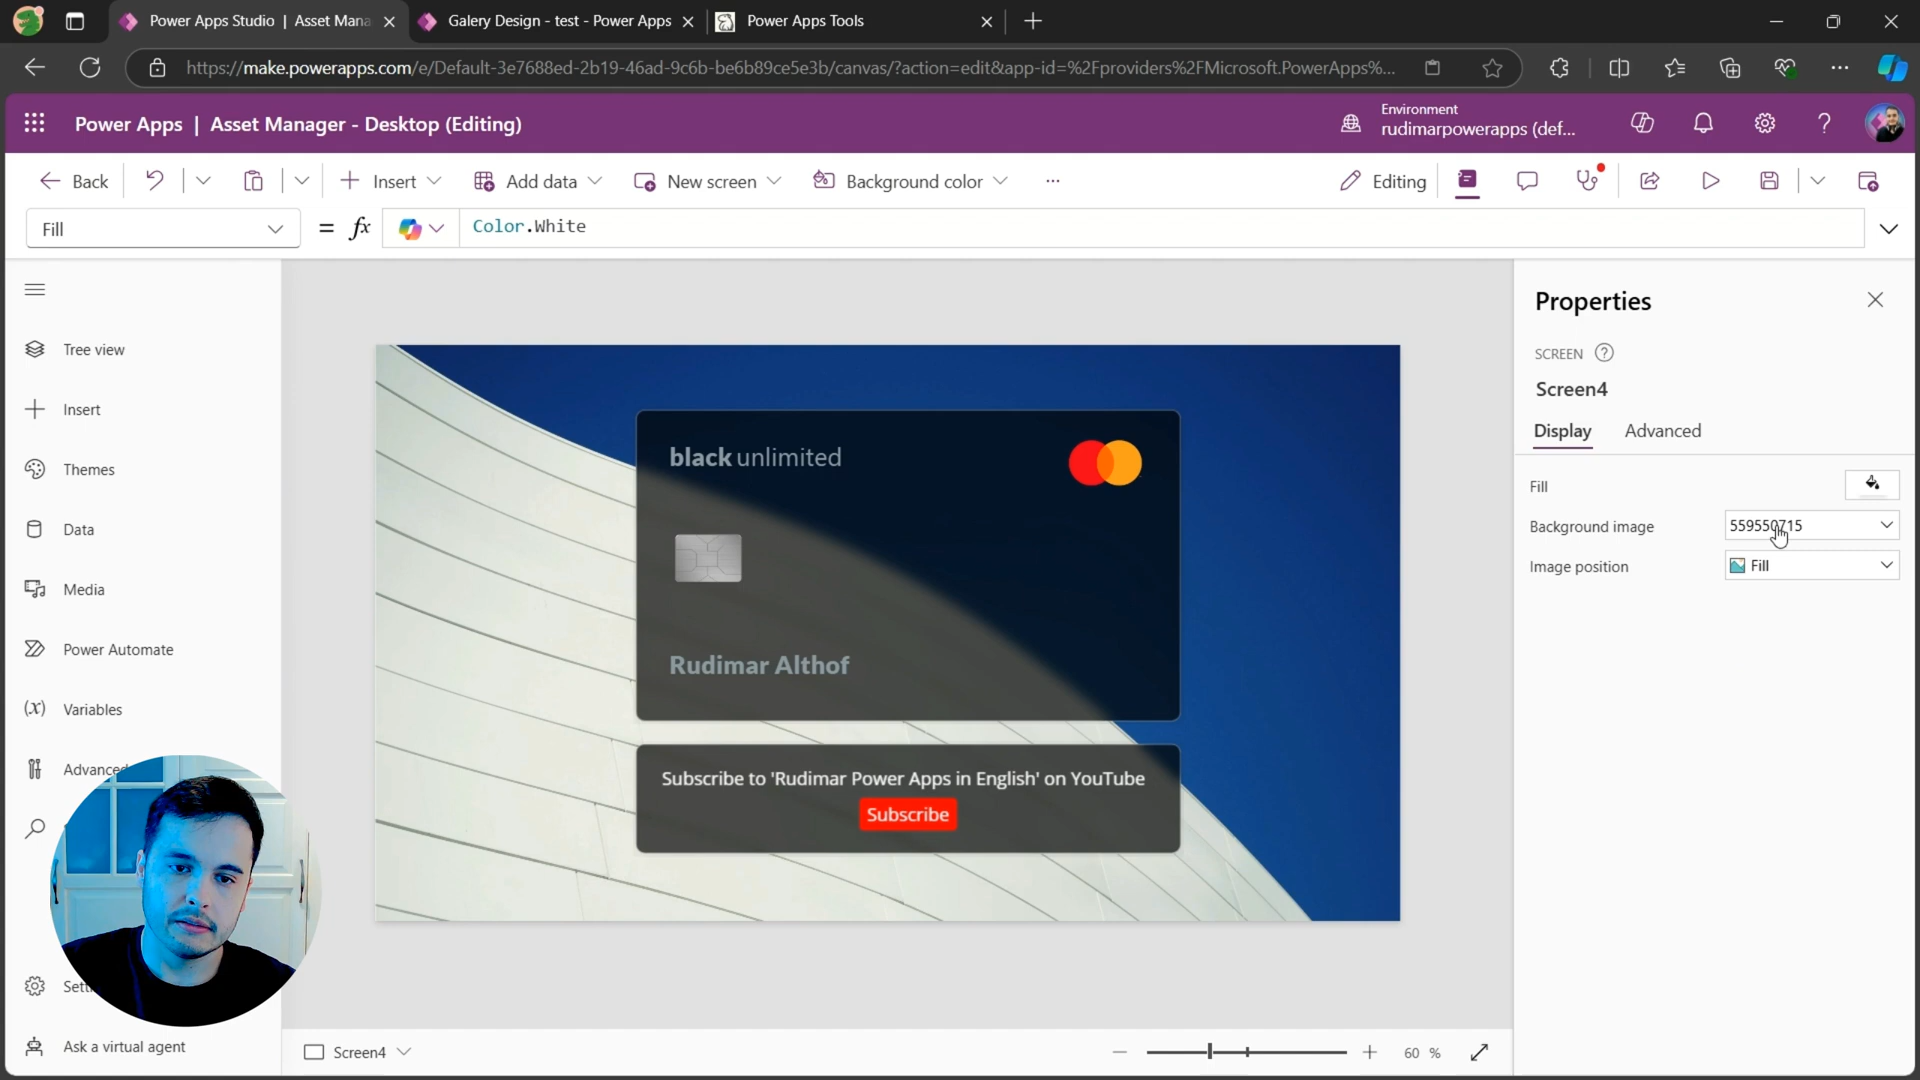 Power Apps Studio | Asset Mana
Galery Design - test - Power Apps
Power Apps Tools
https://make.powerapps.com/e/Default-3e7688ed-2b19-46ad-9c6b-be6b89ce5e3b/canvas/?action=edit&app-id=%2Fproviders%2FMicrosoft.PowerApps%...
Power Apps | Asset Manager - Desktop (Editing)
Environment
rudimarpowerapps (def...
Back
Insert
Add data
New screen
Background color
...
Editing
Fill
= fx
Color.White
Tree view
Insert
Themes
Data
Media
Power Automate
Variables
Advanced
Ask a virtual agent
black unlimited
Rudimar Althof
Subscribe to 'Rudimar Power Apps in English' on YouTube
Subscribe
Properties
SCREEN
Screen4
Display
Advanced
Fill
Background image
559550715
Image position
Fill
Screen4
60 %